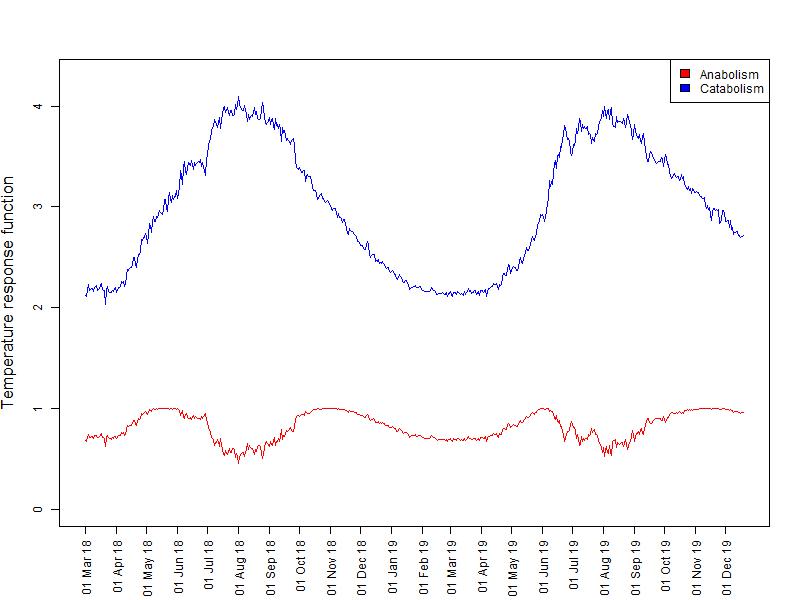 Anabolism
Catabolism
Temperature response function
4
3
2
1
0
01 Mar 18
01 Apr 18
01 May 18
01 Jun 18
01 Jul 18
01 Aug 18
01 Sep 18
01 Oct 18
01 Nov 18
01 Dec 18
01 Jan 19
01 Feb 19
01 Mar 19
01 Apr 19
01 May 19
01 Jun 19
01 Jul 19
01 Aug 19
01 Sep 19
01 Oct 19
01 Nov 19
01 Dec 19